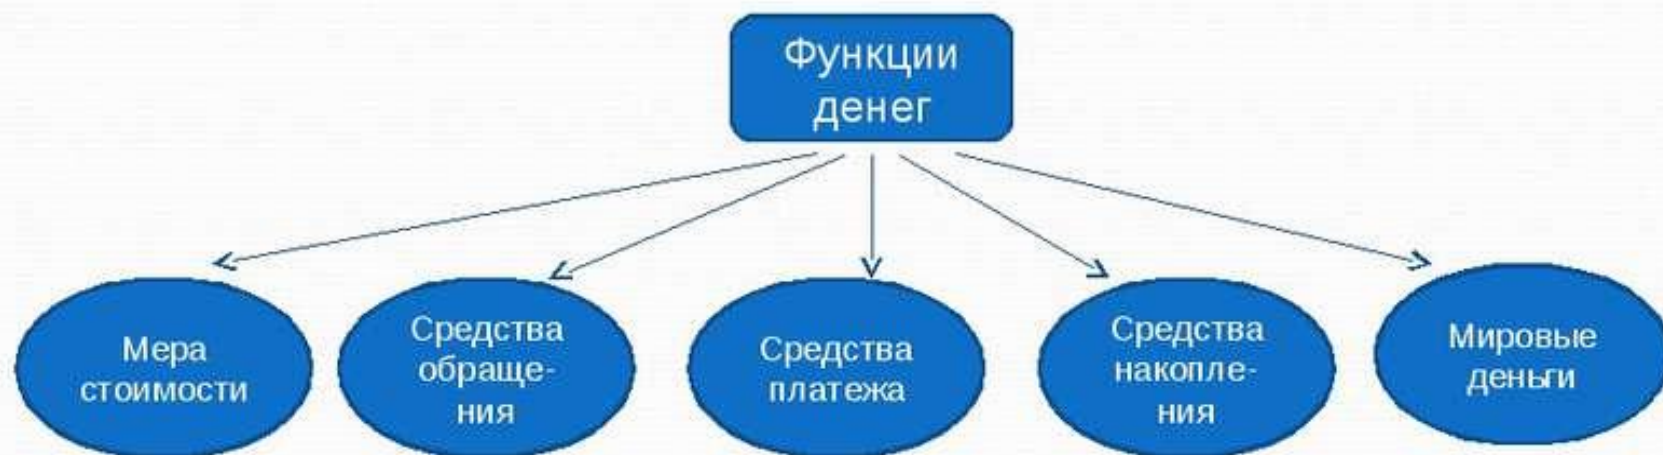 Функции
денег
Мера
стоимости
Средства
обраще-
ния
Средства
платежа
Средства
накопле-
ния
Мировые
деньги